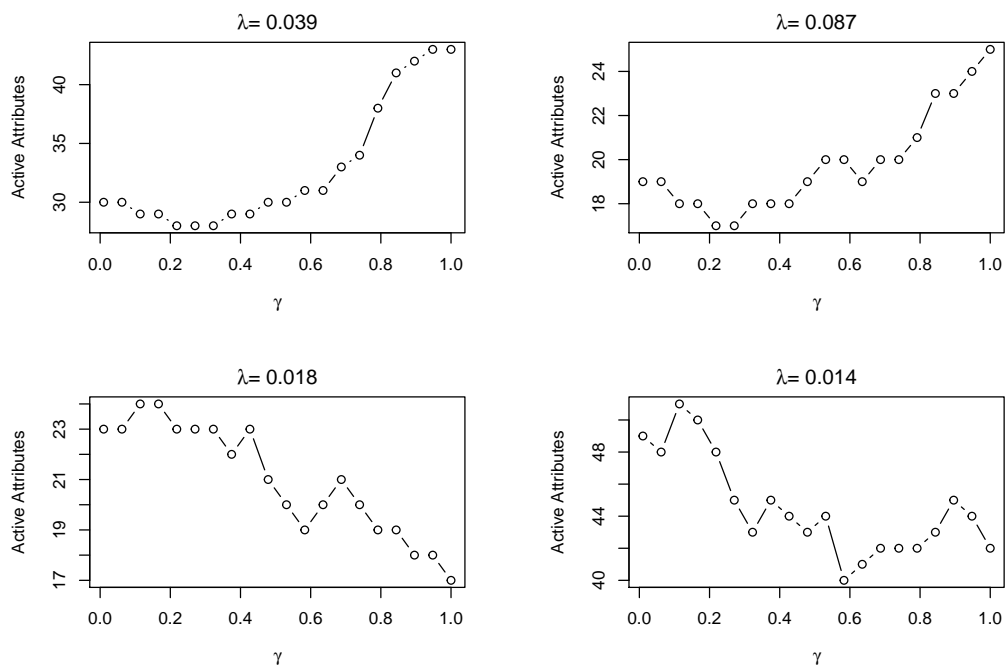 λ= 0.039
Active Attributes
30 35 40
0.0 0.2 0.4 0.6 0.8 1.0
γ
λ= 0.087
Active Attributes
18 20 22 24
0.0 0.2 0.4 0.6 0.8 1.0
γ
λ= 0.018
Active Attributes
17 19 21 23
0.0 0.2 0.4 0.6 0.8 1.0
γ
λ= 0.014
Active Attributes
40 44 48
0.0 0.2 0.4 0.6 0.8 1.0
γ